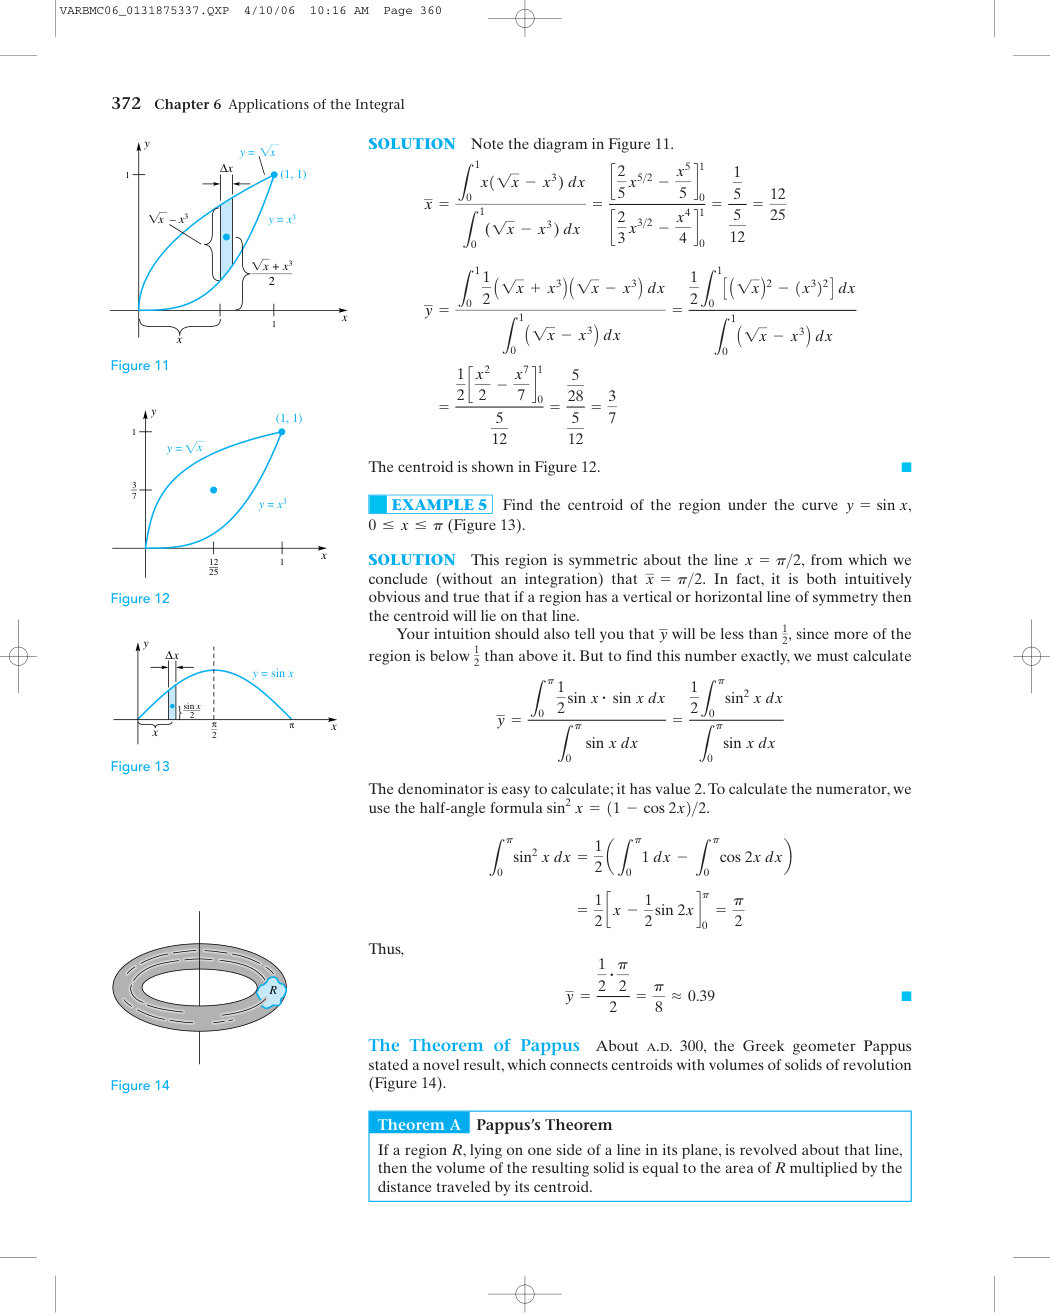 VARBMC06_0131875337.QXP 4/10/06 10:16 AM Page 360
372 Chapter 6 Applications of the Integral
y
y = √x
Δx
1
(1, 1)
√x – x³
y = x³
√x + x³
2
x
1
x
Figure 11
y
(1, 1)
1
y = √x
3
7
y = x³
x
12
25
1
Figure 12
y
Δx
y = sin x
sin x
2
x
π
2
π
x
Figure 13
R
Figure 14
SOLUTION Note the diagram in Figure 11.
x̅ = ∫₀¹ x(√x − x³) dx / ∫₀¹ (√x − x³) dx = [2/5 x^(5/2) − x⁵/5]₀¹ / [2/3 x^(3/2) − x⁴/4]₀¹ = (1/5)/(5/12) = 12/25
y̅ = ∫₀¹ 1/2 (√x + x³)(√x − x³) dx / ∫₀¹ (√x − x³) dx = 1/2 ∫₀¹ [(√x)² − (x³)²] dx / ∫₀¹ (√x − x³) dx
= 1/2 [x²/2 − x⁷/7]₀¹ / (5/12) = (5/28)/(5/12) = 3/7
The centroid is shown in Figure 12.
EXAMPLE 5 Find the centroid of the region under the curve y = sin x,
0 ≤ x ≤ π (Figure 13).
SOLUTION This region is symmetric about the line x = π/2, from which we
conclude (without an integration) that x̅ = π/2. In fact, it is both intuitively
obvious and true that if a region has a vertical or horizontal line of symmetry then
the centroid will lie on that line.
Your intuition should also tell you that y̅ will be less than 1/2, since more of the
region is below 1/2 than above it. But to find this number exactly, we must calculate
y̅ = ∫₀^π 1/2 sin x · sin x dx / ∫₀^π sin x dx = 1/2 ∫₀^π sin² x dx / ∫₀^π sin x dx
The denominator is easy to calculate; it has value 2. To calculate the numerator, we
use the half-angle formula sin² x = (1 − cos 2x)/2.
∫₀^π sin² x dx = 1/2 (∫₀^π 1 dx − ∫₀^π cos 2x dx)
= 1/2 [x − 1/2 sin 2x]₀^π = π/2
Thus,
y̅ = (1/2 · π/2)/2 = π/8 ≈ 0.39
The Theorem of Pappus About A.D. 300, the Greek geometer Pappus
stated a novel result, which connects centroids with volumes of solids of revolution
(Figure 14).
Theorem A Pappus's Theorem
If a region R, lying on one side of a line in its plane, is revolved about that line,
then the volume of the resulting solid is equal to the area of R multiplied by the
distance traveled by its centroid.